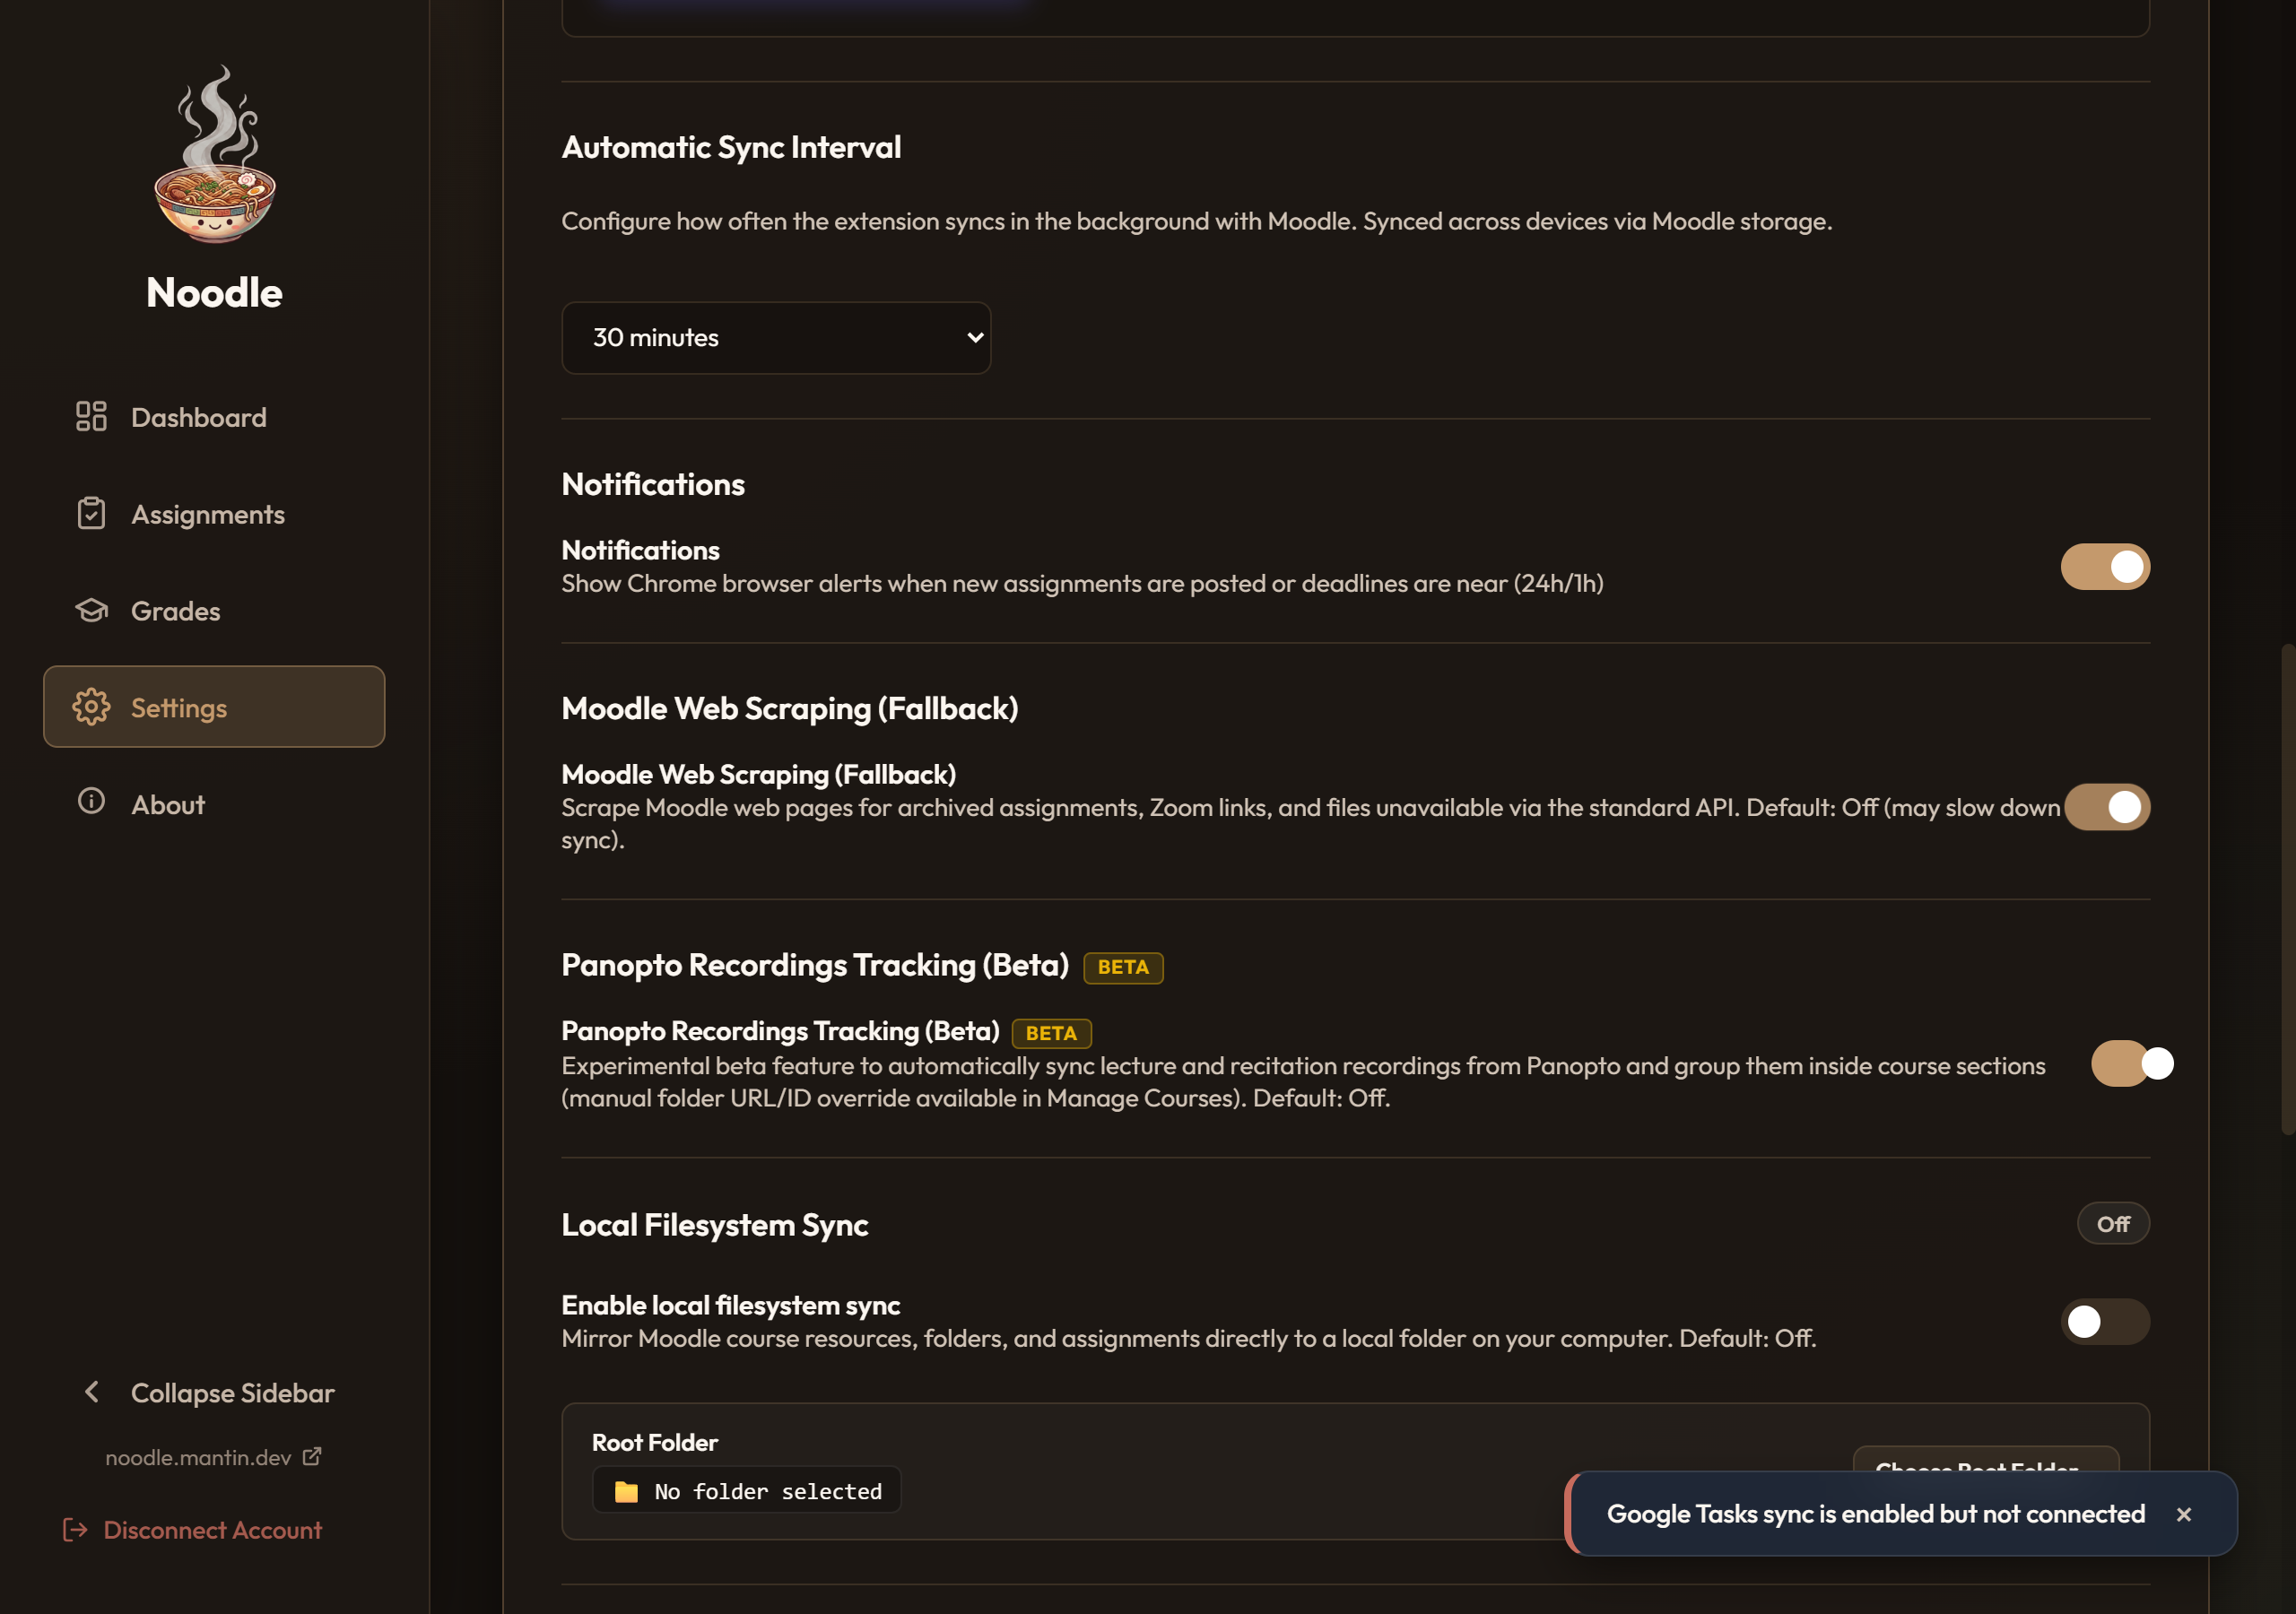 Noodle
Dashboard
Assignments
Grades
Settings
About
Collapse Sidebar
noodle.mantin.dev
Disconnect Account
Automatic Sync Interval
Configure how often the extension syncs in the background with Moodle. Synced across devices via Moodle storage.
30 minutes
Notifications
Notifications
Show Chrome browser alerts when new assignments are posted or deadlines are near (24h/1h)
Moodle Web Scraping (Fallback)
Moodle Web Scraping (Fallback)
Scrape Moodle web pages for archived assignments, Zoom links, and files unavailable via the standard API. Default: Off (may slow down
sync).
Panopto Recordings Tracking (Beta) BETA
Panopto Recordings Tracking (Beta) BETA
Experimental beta feature to automatically sync lecture and recitation recordings from Panopto and group them inside course sections
(manual folder URL/ID override available in Manage Courses). Default: Off.
Local Filesystem Sync
Off
Enable local filesystem sync
Mirror Moodle course resources, folders, and assignments directly to a local folder on your computer. Default: Off.
Root Folder
No folder selected
Choose Root Folder
Google Tasks sync is enabled but not connected ×